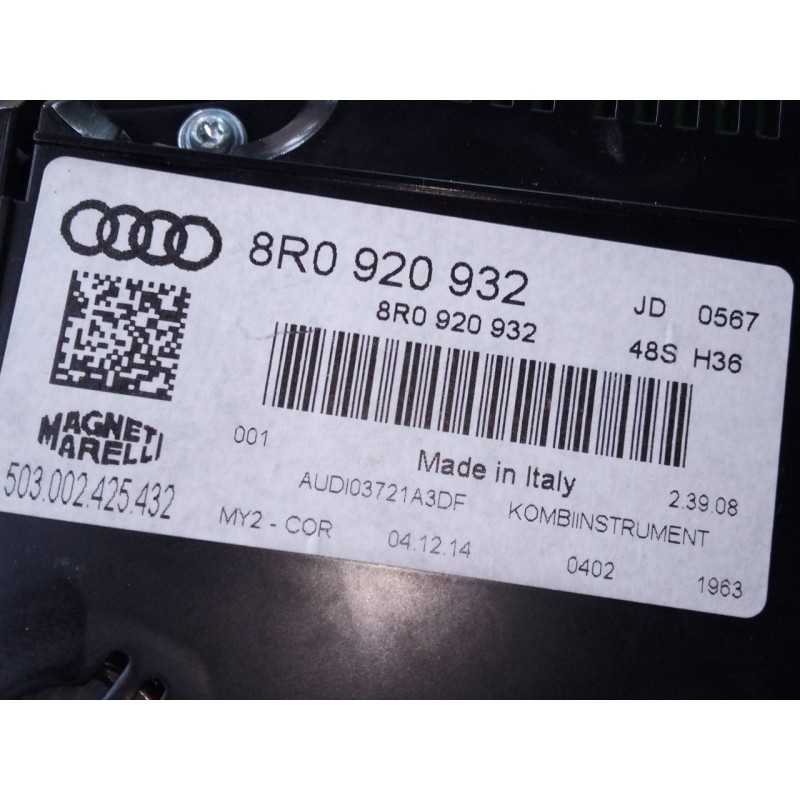 8R0 920 932
JD 0567
8R0 920 932
48S H36
MAGNETI
MARELLI
001
Made in Italy
2.39.08
503.002.425.432
AUDI03721A3DF
KOMBIINSTRUMENT
MY2 - COR
04.12.14
0402
1963